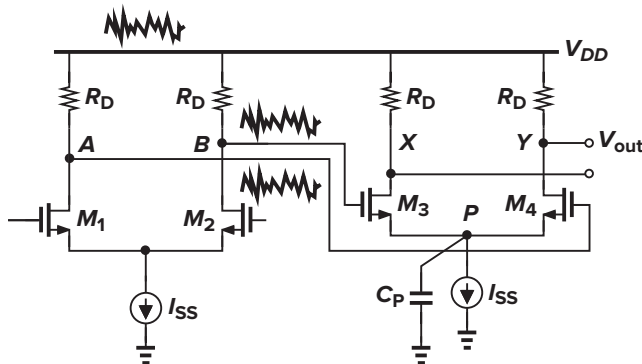 V_DD
R_D R_D R_D R_D
A B X Y V_out
M_1 M_2 M_3 P M_4
I_SS C_P I_SS